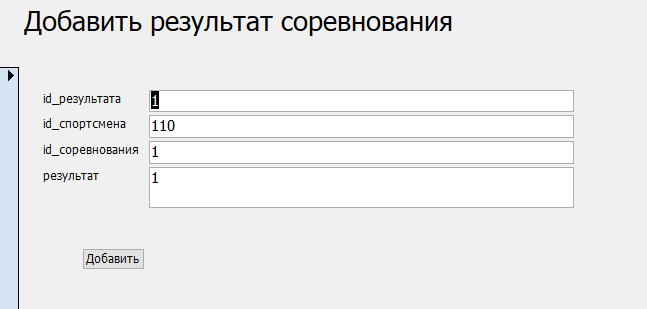 Добавить результат соревнования
id_результата 1
id_спортсмена 110
id_соревнования 1
результат 1
Добавить